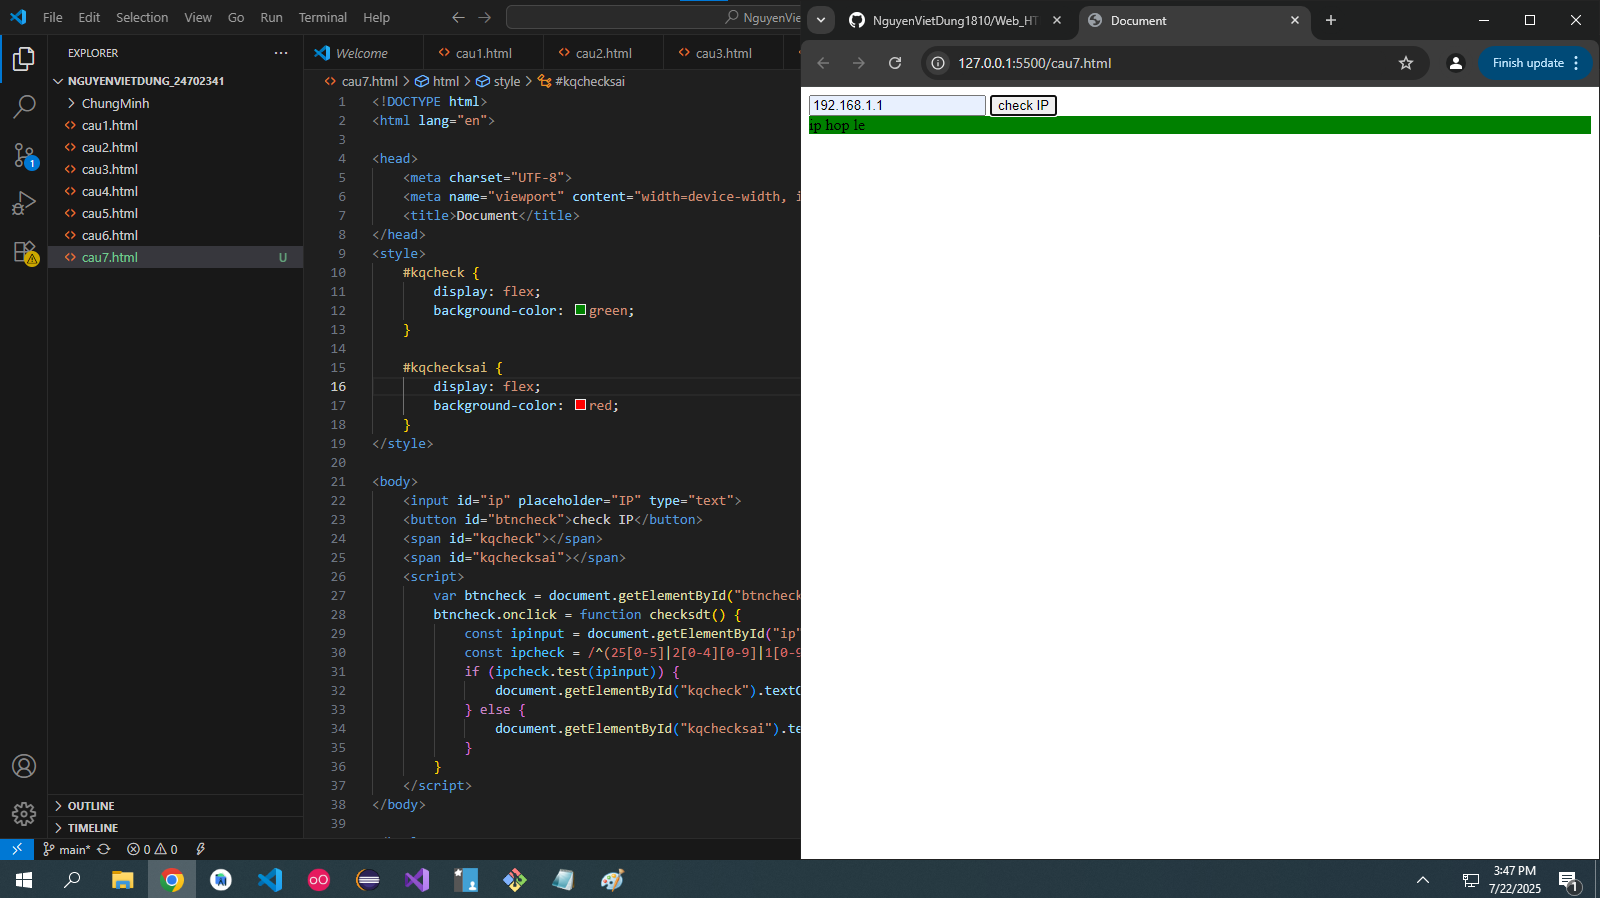 File Edit Selection View Go Run Terminal Help
NguyenVie
EXPLORER
NGUYENVIETDUNG_24702341
ChungMinh
cau1.html
cau2.html
cau3.html
cau4.html
cau5.html
cau6.html
cau7.html U
OUTLINE
TIMELINE
Welcome cau1.html cau2.html cau3.html
cau7.html > html > style > #kqchecksai
1 <!DOCTYPE html>
2 <html lang="en">
3
4 <head>
5 <meta charset="UTF-8">
6 <meta name="viewport" content="width=device-width, i
7 <title>Document</title>
8 </head>
9 <style>
10 #kqcheck {
11 display: flex;
12 background-color: green;
13 }
14
15 #kqchecksai {
16 display: flex;
17 background-color: red;
18 }
19 </style>
20
21 <body>
22 <input id="ip" placeholder="IP" type="text">
23 <button id="btncheck">check IP</button>
24 <span id="kqcheck"></span>
25 <span id="kqchecksai"></span>
26 <script>
27 var btncheck = document.getElementById("btncheck
28 btncheck.onclick = function checksdt() {
29 const ipinput = document.getElementById("ip"
30 const ipcheck = /^(25[0-5]|2[0-4][0-9]|1[0-9
31 if (ipcheck.test(ipinput)) {
32 document.getElementById("kqcheck").textC
33 } else {
34 document.getElementById("kqchecksai").te
35 }
36 }
37 </script>
38 </body>
39
main* 0 0
NguyenVietDung1810/Web_HT Document
127.0.0.1:5500/cau7.html
Finish update
192.168.1.1 check IP
ip hop le
3:47 PM
7/22/2025
1